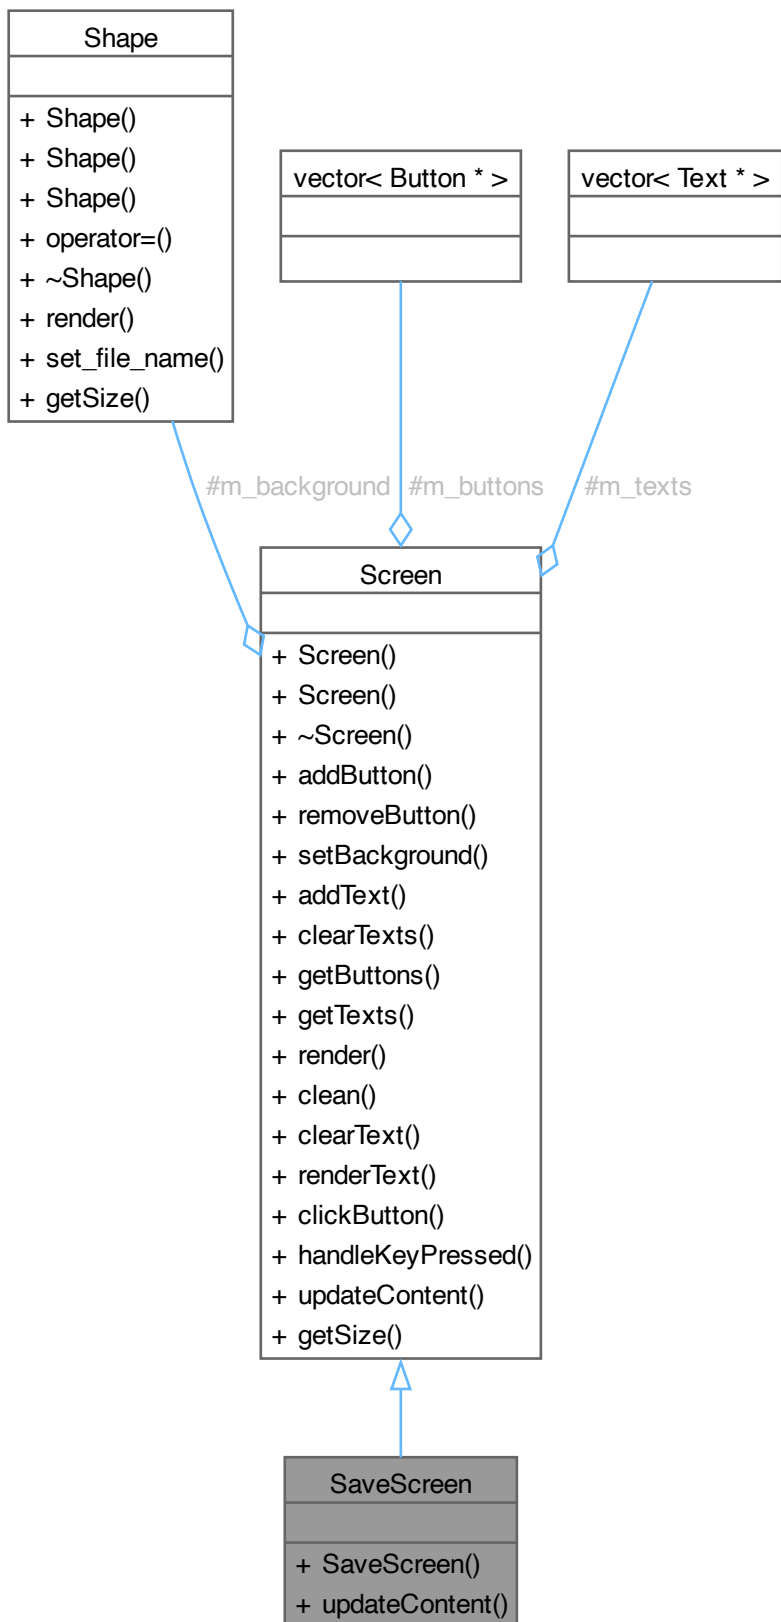 Shape
+ Shape()
+ Shape()
+ Shape()
+ operator=()
+ ~Shape()
+ render()
+ set_file_name()
+ getSize()
vector< Button * >
vector< Text * >
#m_background
#m_buttons
#m_texts
Screen
+ Screen()
+ Screen()
+ ~Screen()
+ addButton()
+ removeButton()
+ setBackground()
+ addText()
+ clearTexts()
+ getButtons()
+ getTexts()
+ render()
+ clean()
+ clearText()
+ renderText()
+ clickButton()
+ handleKeyPressed()
+ updateContent()
+ getSize()
SaveScreen
+ SaveScreen()
+ updateContent()